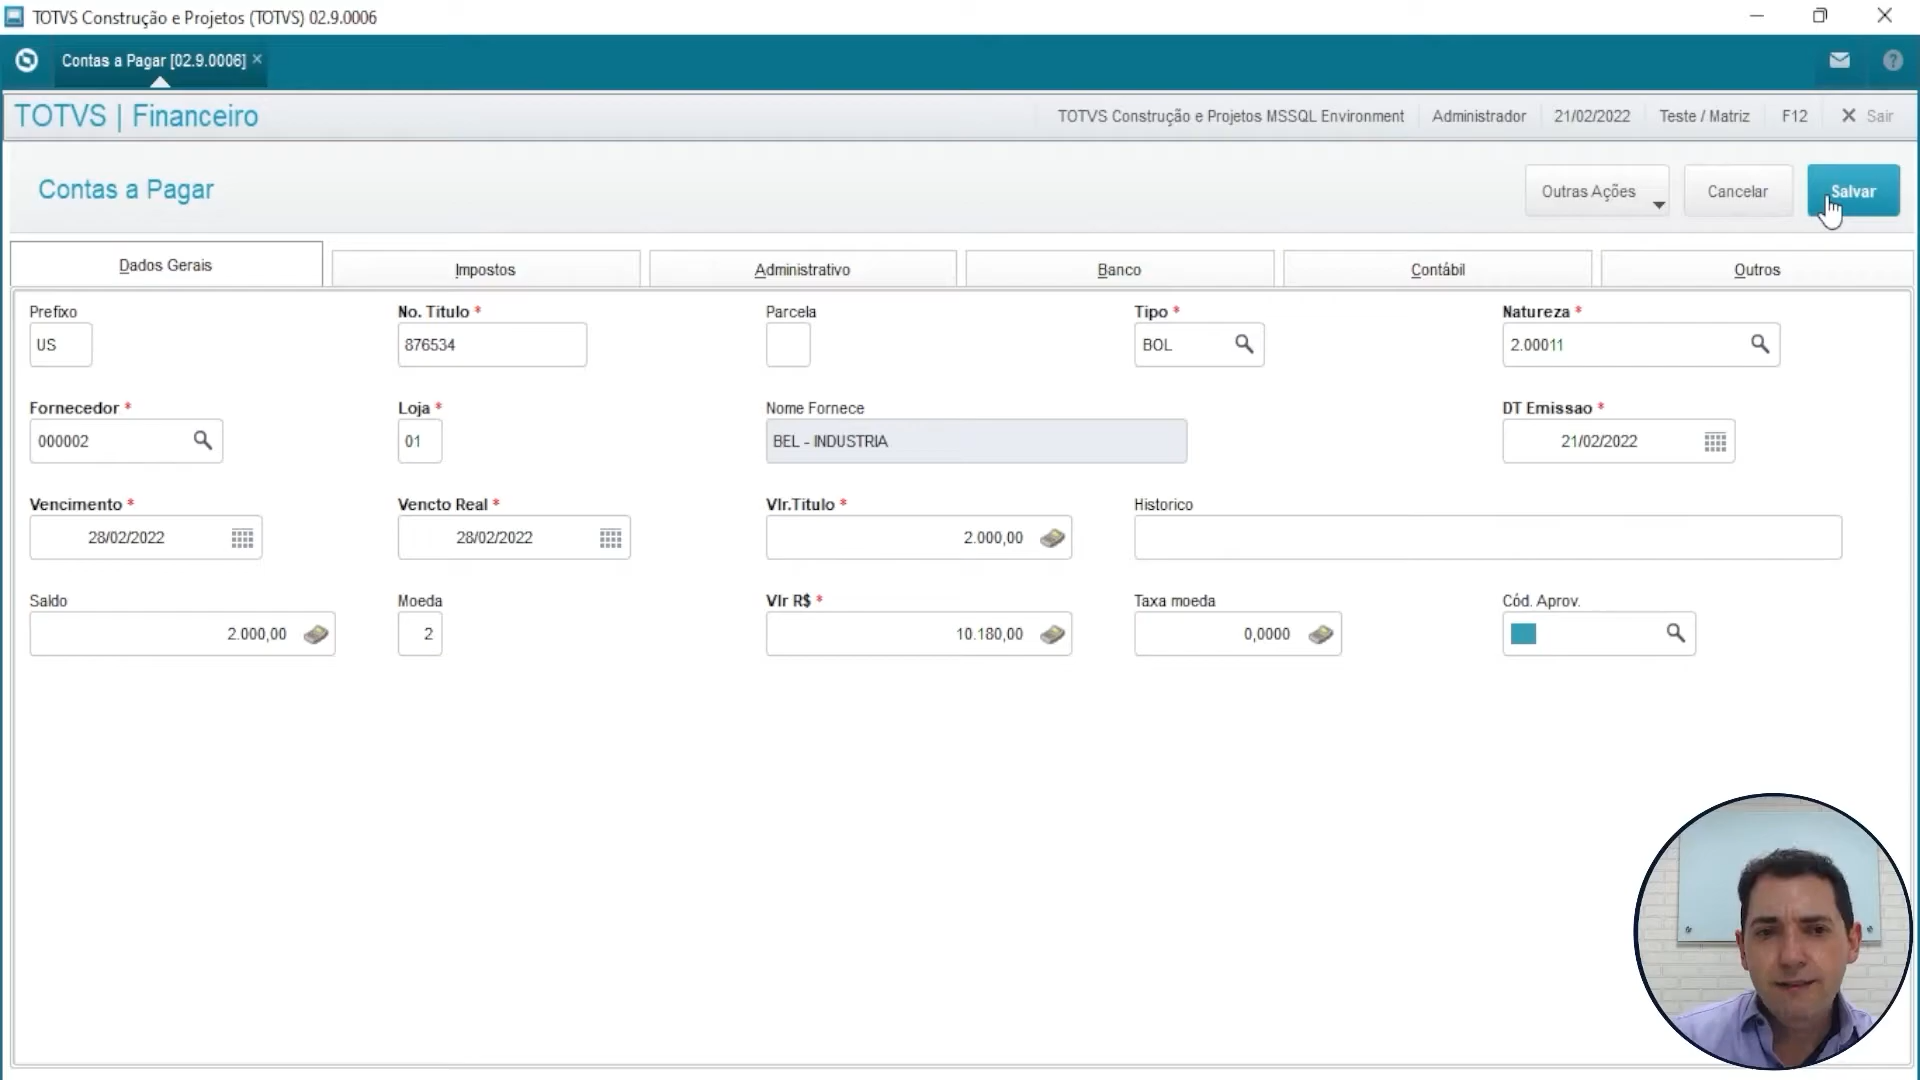 TOTVS Construção e Projetos (TOTVS) 02.9.0006
Contas a Pagar [02.9.0006] ×
TOTVS | Financeiro
TOTVS Construção e Projetos MSSQL Environment
Administrador
21/02/2022
Teste / Matriz
F12
Sair
Contas a Pagar
Outras Ações
Cancelar
Salvar
Dados Gerais
Impostos
Administrativo
Banco
Contábil
Outros
Prefixo
No. Titulo *
Parcela
Tipo *
Natureza *
US
876534
BOL
2.00011
Fornecedor *
Loja *
Nome Fornece
DT Emissao *
000002
01
BEL - INDUSTRIA
21/02/2022
Vencimento *
Vencto Real *
Vlr.Titulo *
Historico
28/02/2022
28/02/2022
2.000,00
Saldo
Moeda
Vlr R$ *
Taxa moeda
Cód. Aprov.
2.000,00
2
10.180,00
0,0000